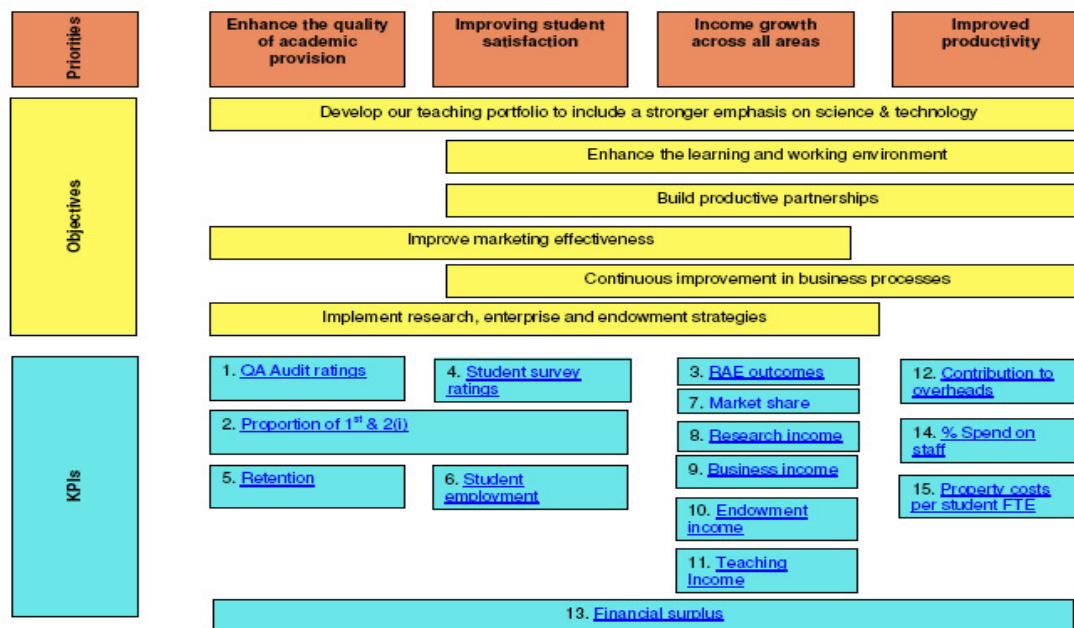 Priorities
Enhance the quality
of academic
provision
Improving student
satisfaction
Income growth
across all areas
Improved
productivity
Objectives
Develop our teaching portfolio to include a stronger emphasis on science & technology
Enhance the learning and working environment
Build productive partnerships
Improve marketing effectiveness
Continuous improvement in business processes
Implement research, enterprise and endowment strategies
KPIs
1. QA Audit ratings
2. Proportion of 1st & 2(i)
5. Retention
4. Student survey
ratings
6. Student
employment
3. RAE outcomes
7. Market share
8. Research income
9. Business income
10. Endowment
income
11. Teaching
Income
12. Contribution to
overheads
14. % Spend on
staff
15. Property costs
per student FTE
13. Financial surplus